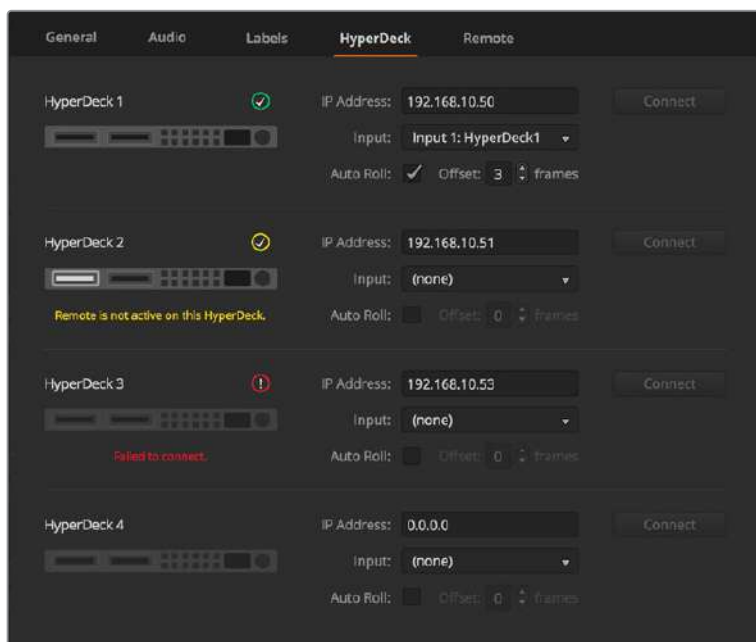 General Audio Labels HyperDeck Remote
HyperDeck 1 IP Address: 192.168.10.50 Connect
Input: Input 1: HyperDeck1
Auto Roll: Offset: 3 frames
HyperDeck 2 IP Address: 192.168.10.51 Connect
Input: (none)
Remote is not active on this HyperDeck. Auto Roll: Offset: 0 frames
HyperDeck 3 IP Address: 192.168.10.53 Connect
Input: (none)
Failed to connect. Auto Roll: Offset: 0 frames
HyperDeck 4 IP Address: 0.0.0.0 Connect
Input: (none)
Auto Roll: Offset: 0 frames